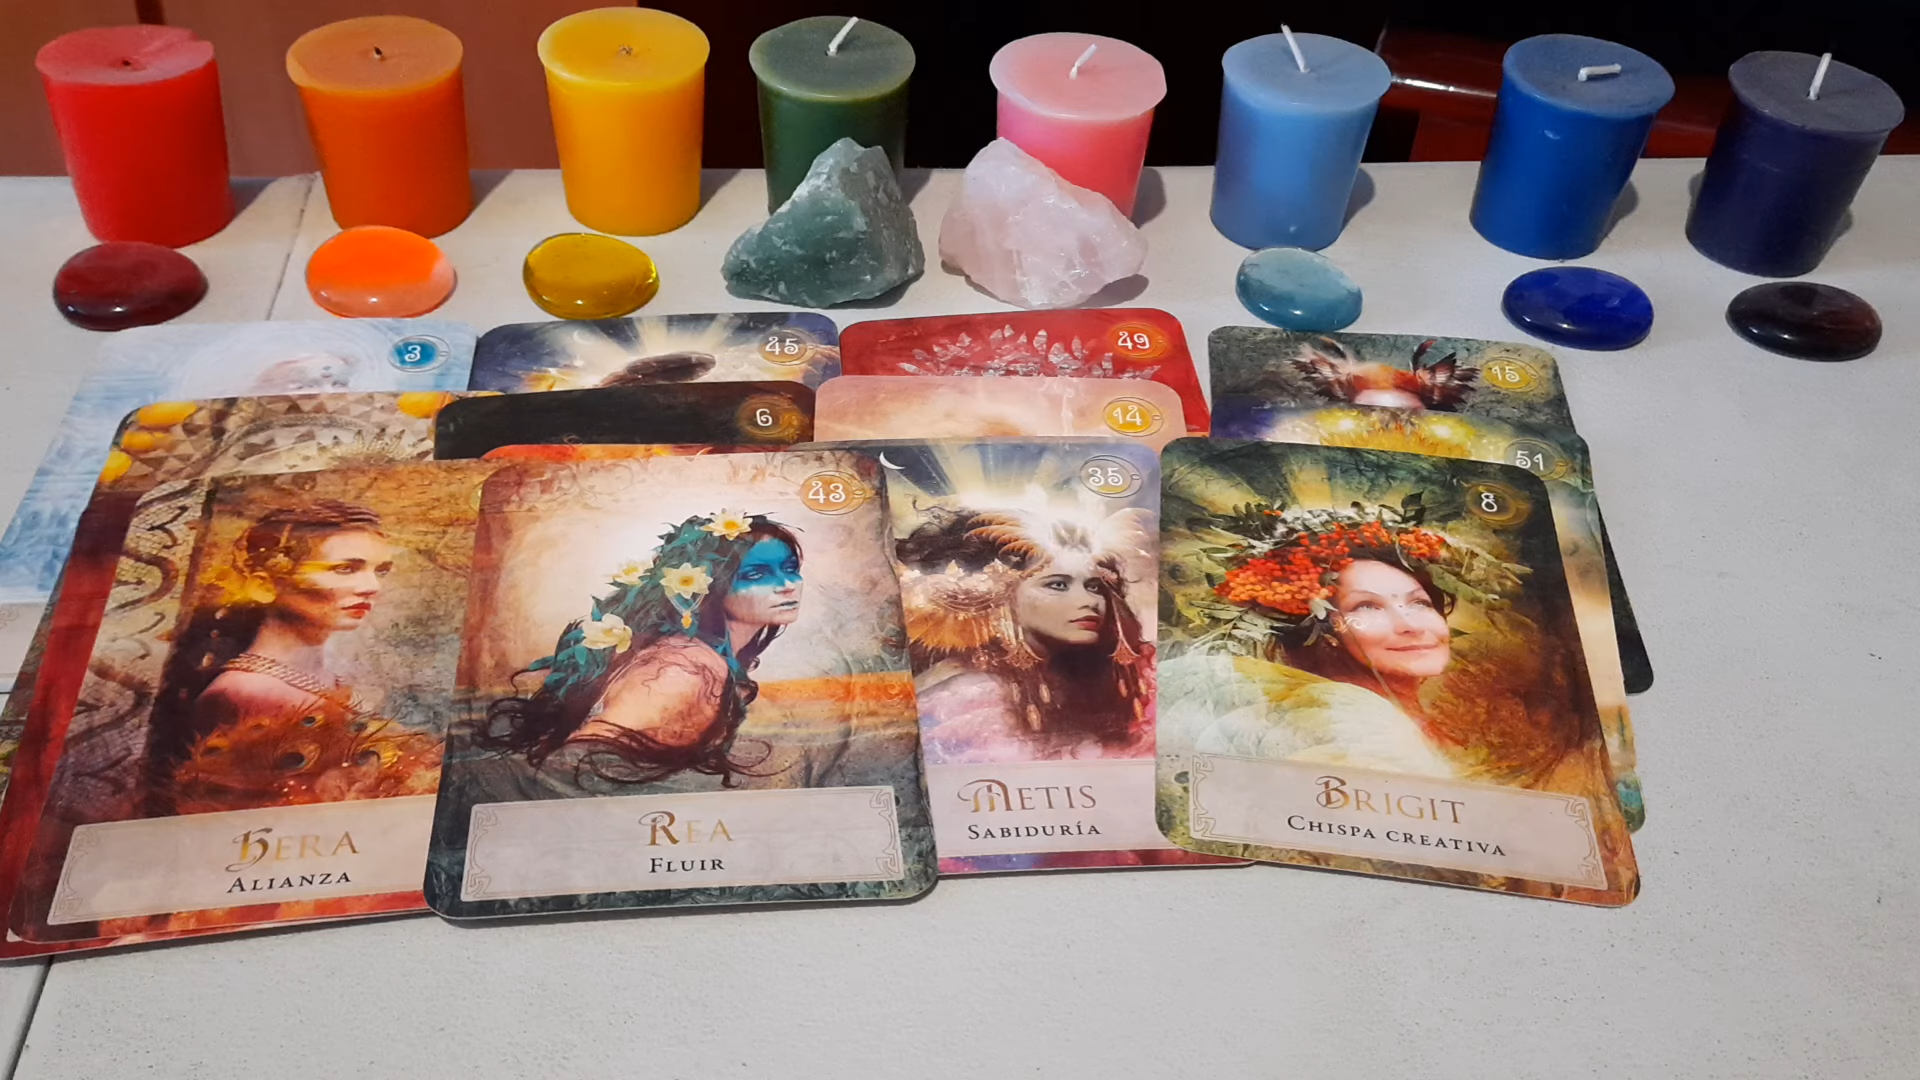 3
45
49
15
6
14
51
43
35
8
Hera
Alianza
Rea
Fluir
Metis
Sabiduría
Brigit
Chispa creativa